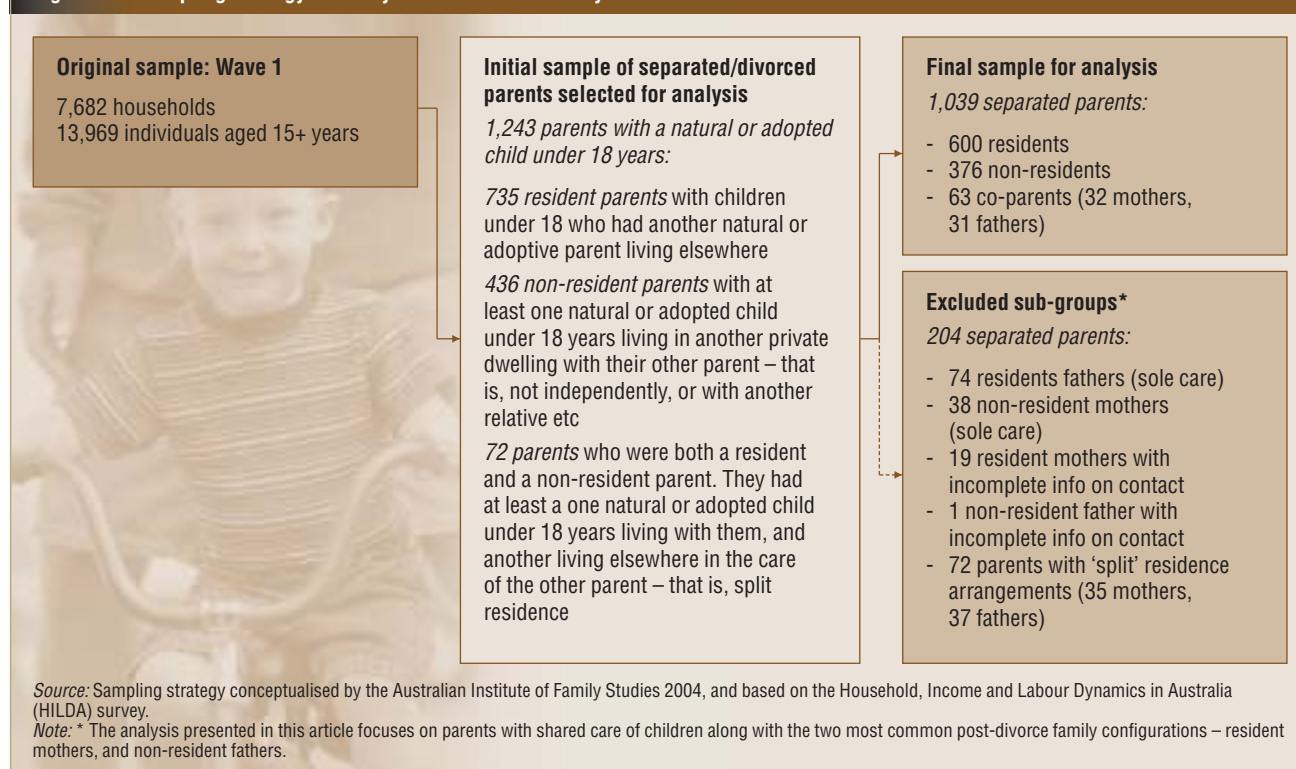 Original sample: Wave 1
7,682 households
13,969 individuals aged 15+ years
Initial sample of separated/divorced
parents selected for analysis
1,243 parents with a natural or adopted
child under 18 years:
735 resident parents with children
under 18 who had another natural or
adoptive parent living elsewhere
436 non-resident parents with at
least one natural or adopted child
under 18 years living in another private
dwelling with their other parent – that
is, not independently, or with another
relative etc
72 parents who were both a resident
and a non-resident parent. They had
at least a one natural or adopted child
under 18 years living with them, and
another living elsewhere in the care
of the other parent – that is, split
residence
Final sample for analysis
1,039 separated parents:
- 600 residents
- 376 non-residents
- 63 co-parents (32 mothers,
31 fathers)
Excluded sub-groups*
204 separated parents:
- 74 residents fathers (sole care)
- 38 non-resident mothers
(sole care)
- 19 resident mothers with
incomplete info on contact
- 1 non-resident father with
incomplete info on contact
- 72 parents with ‘split’ residence
arrangements (35 mothers,
37 fathers)
Source: Sampling strategy conceptualised by the Australian Institute of Family Studies 2004, and based on the Household, Income and Labour Dynamics in Australia
(HILDA) survey.
Note: * The analysis presented in this article focuses on parents with shared care of children along with the two most common post-divorce family configurations – resident
mothers, and non-resident fathers.